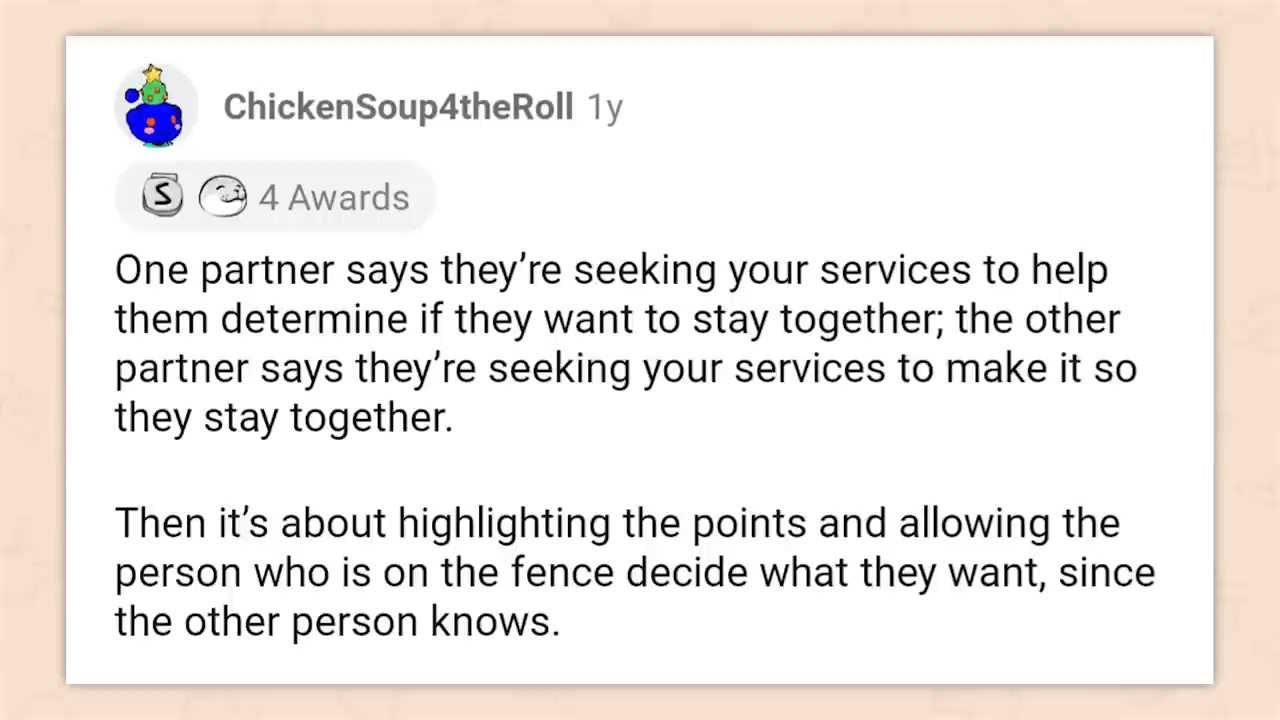 ChickenSoup4theRoll 1y
S 4 Awards
One partner says they’re seeking your services to help
them determine if they want to stay together; the other
partner says they’re seeking your services to make it so
they stay together.
Then it’s about highlighting the points and allowing the
person who is on the fence decide what they want, since
the other person knows.